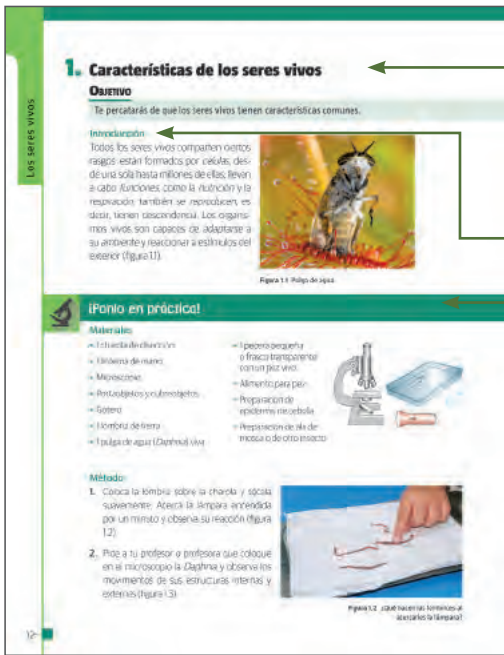 Los seres vivos
1. Características de los seres vivos
OBJETIVO
Te percatarás de que los seres vivos tienen características comunes.
Introducción
Todos los seres vivos comparten ciertos
rasgos: están formados por células, des-
de una sola hasta millones de ellas; llevan
a cabo funciones como la nutrición y la
respiración; también se reproducen, es
decir, tienen descendencia. Los organis-
mos vivos son capaces de adaptarse a
su ambiente y reaccionar a estímulos del
exterior (figura 1.1).
Figura 1.1 Pulga de agua.
¡Ponlo en práctica!
Materiales
1 charola de disección
1 lámpara de mano
Microscopio
Portaobjetos y cubreobjetos
Gotero
1 lombriz de tierra
1 pulga de agua (Daphnia) viva
1 pecera pequeña
o frasco transparente
con un pez vivo
Alimento para pez
Preparación de
epidermis de cebolla
Preparación de ala de
mosca o de otro insecto
Método
1. Coloca la lombriz sobre la charola y sécala
suavemente. Acerca la lámpara encendida
por un minuto y observa su reacción (figura
1.2).
2. Pide a tu profesor o profesora que coloque
en el microscopio la Daphnia y observa los
movimientos de sus estructuras internas y
externas (figura 1.3).
Figura 1.2 ¿Qué hacen las lombrices al
acercarles la lámpara?
12